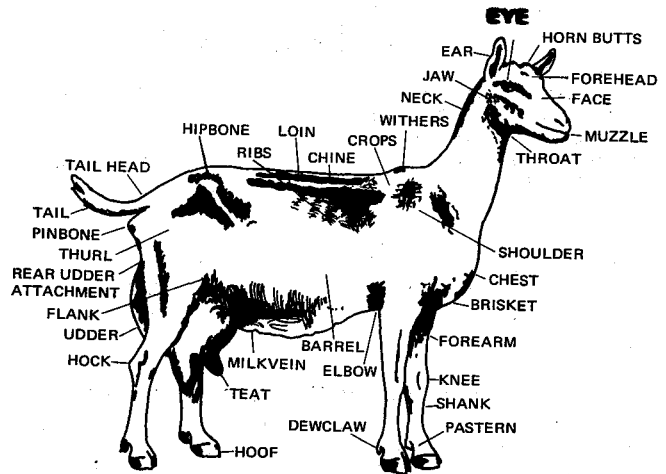 EYE
EAR
HORN BUTTS
JAW
FOREHEAD
NECK
FACE
WITHERS
MUZZLE
HIPBONE
LOIN
CROPS
THROAT
RIBS
CHINE
TAIL HEAD
TAIL
PINBONE
THURL
SHOULDER
REAR UDDER
ATTACHMENT
CHEST
FLANK
BRISKET
UDDER
BARREL
FOREARM
HOCK
MILKVEIN
ELBOW
TEAT
KNEE
SHANK
DEWCLAW
PASTERN
HOOF